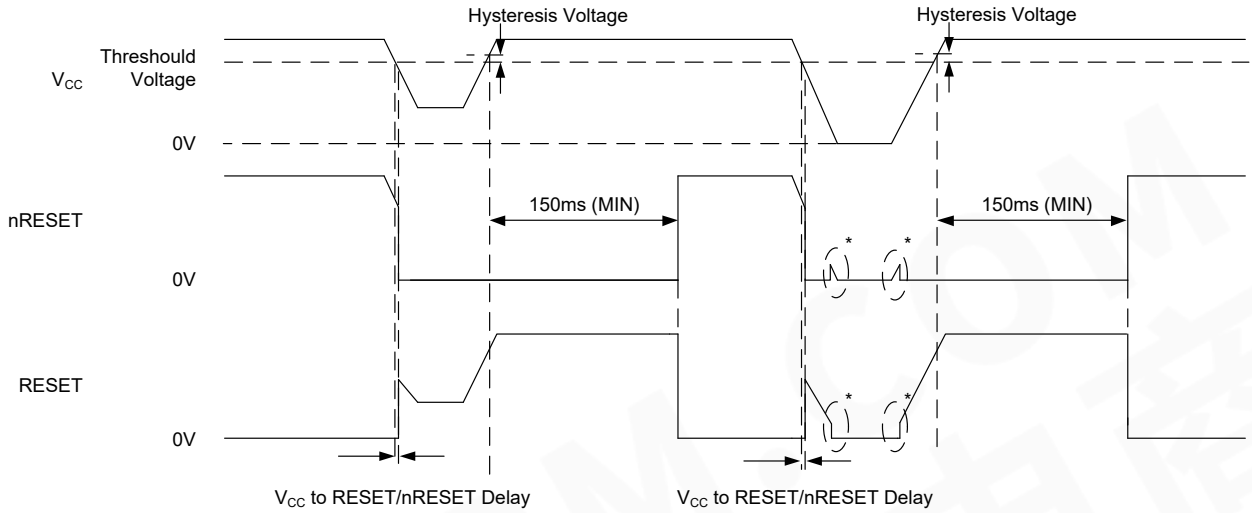 Hysteresis Voltage
Hysteresis Voltage
Threshould
Voltage
VCC
0V
nRESET
150ms (MIN)
150ms (MIN)
*
*
0V
RESET
*
*
0V
VCC to RESET/nRESET Delay
VCC to RESET/nRESET Delay
M.COM